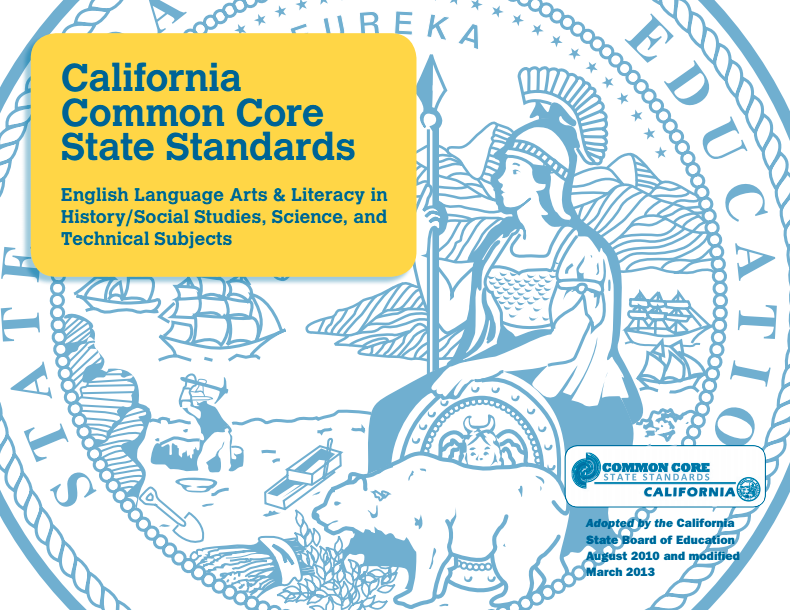 EUREKA
STATE
EDUCATIO
California
Common Core
State Standards
English Language Arts & Literacy in
History/Social Studies, Science, and
Technical Subjects
COMMON CORE
STATE STANDARDS
CALIFORNIA
Adopted by the California
State Board of Education
August 2010 and modified
March 2013